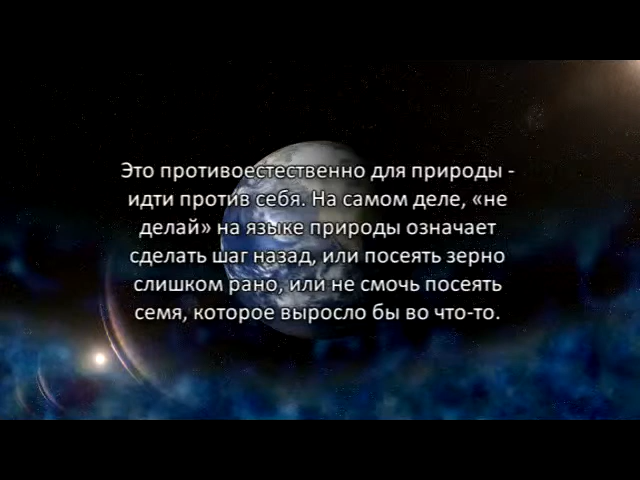 Это противоестественно для природы -
идти против себя. На самом деле, «не
делай» на языке природы означает
сделать шаг назад, или посеять зерно
слишком рано, или не смочь посеять
семя, которое выросло бы во что-то.